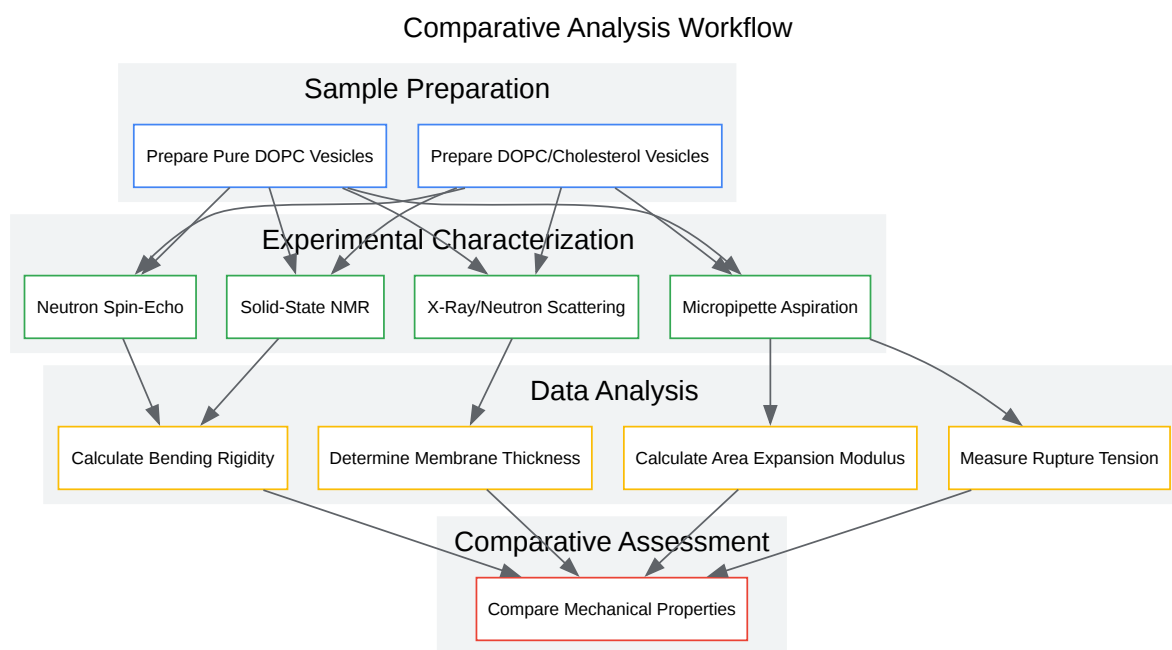 Comparative Analysis Workflow
Sample Preparation
Prepare Pure DOPC Vesicles
Prepare DOPC/Cholesterol Vesicles
Experimental Characterization
Neutron Spin-Echo
Solid-State NMR
X-Ray/Neutron Scattering
Micropipette Aspiration
Data Analysis
Calculate Bending Rigidity
Determine Membrane Thickness
Calculate Area Expansion Modulus
Measure Rupture Tension
Comparative Assessment
Compare Mechanical Properties